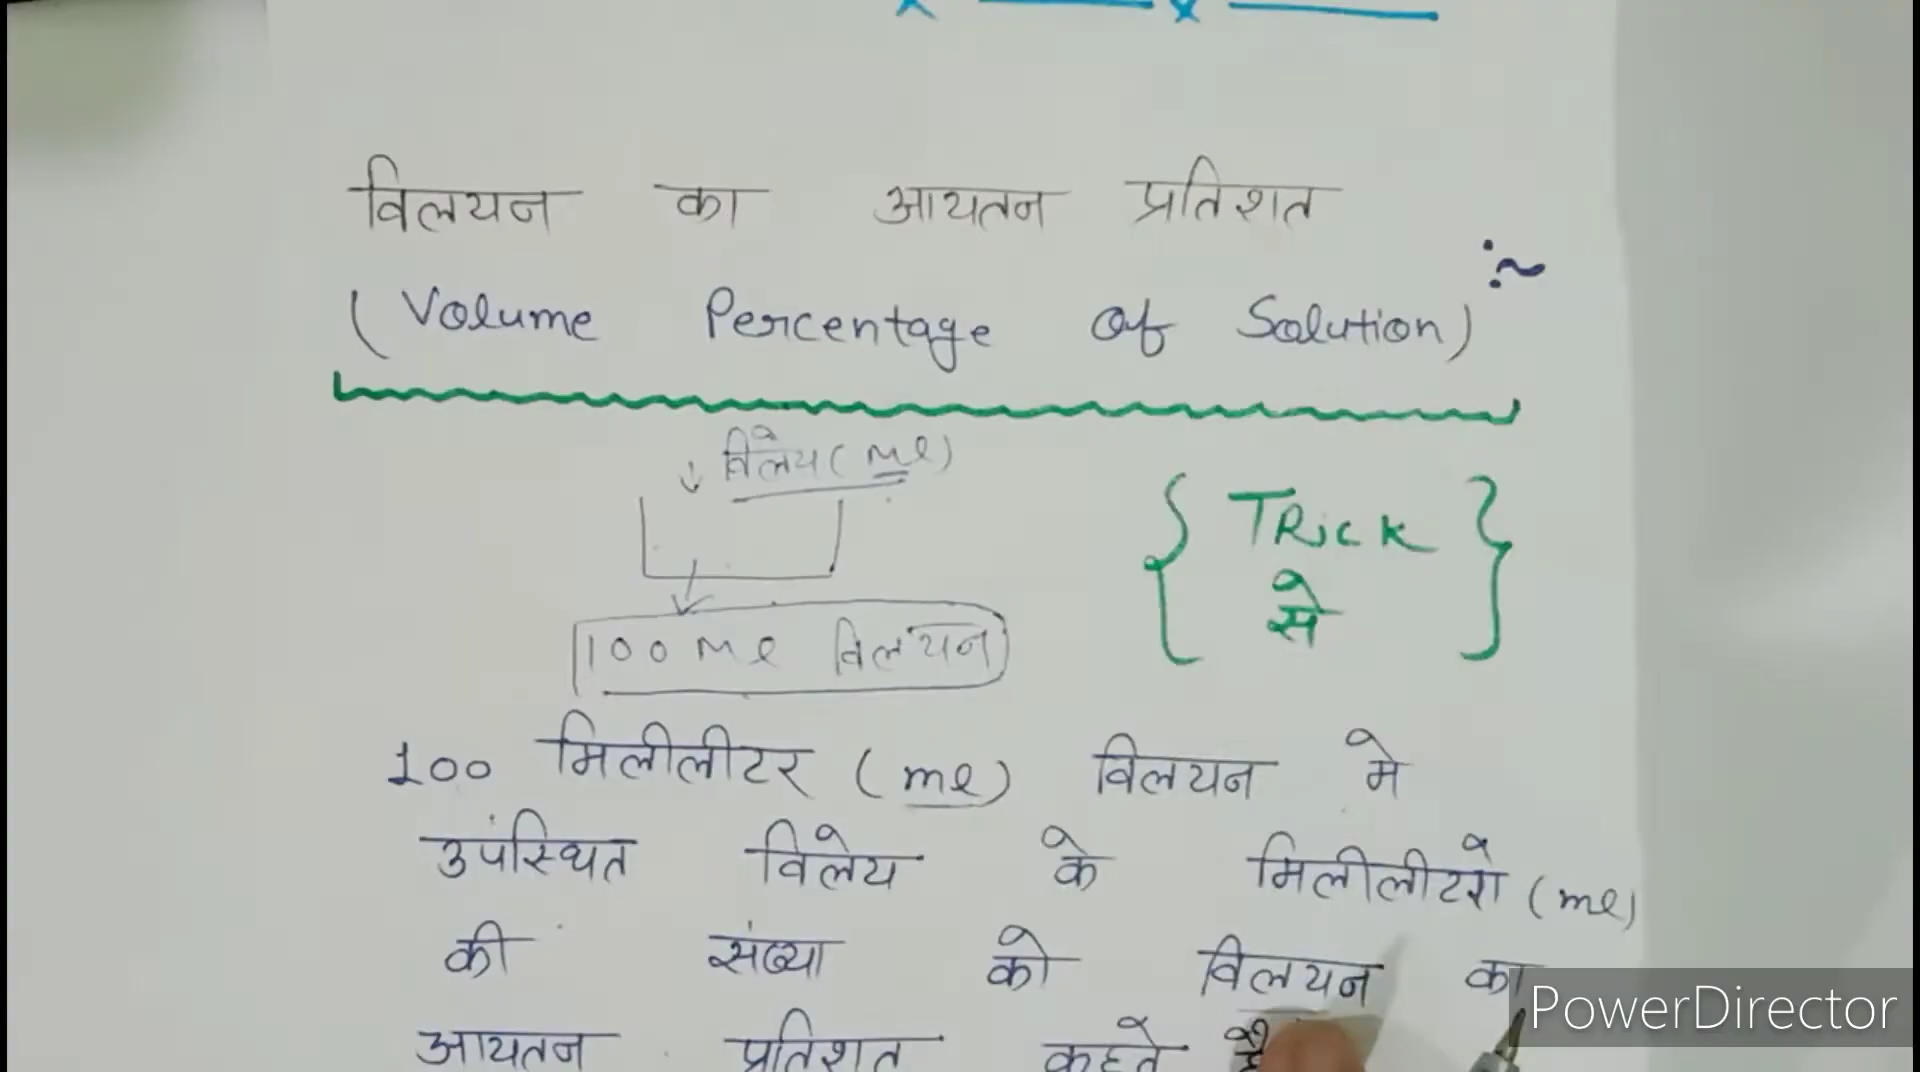 विलयन का आयतन प्रतिशत
(Volume Percentage Of Solution) :~
विलेय (ml)
{ TRicK
से }
100 ml विलयन
100 मिलीलीटर (ml) विलयन मे
उपंस्थित विलेय के मिलीलीटरो (ml)
की संख्या को विलयन का
आयतन प्रतिशत कहते है
PowerDirector